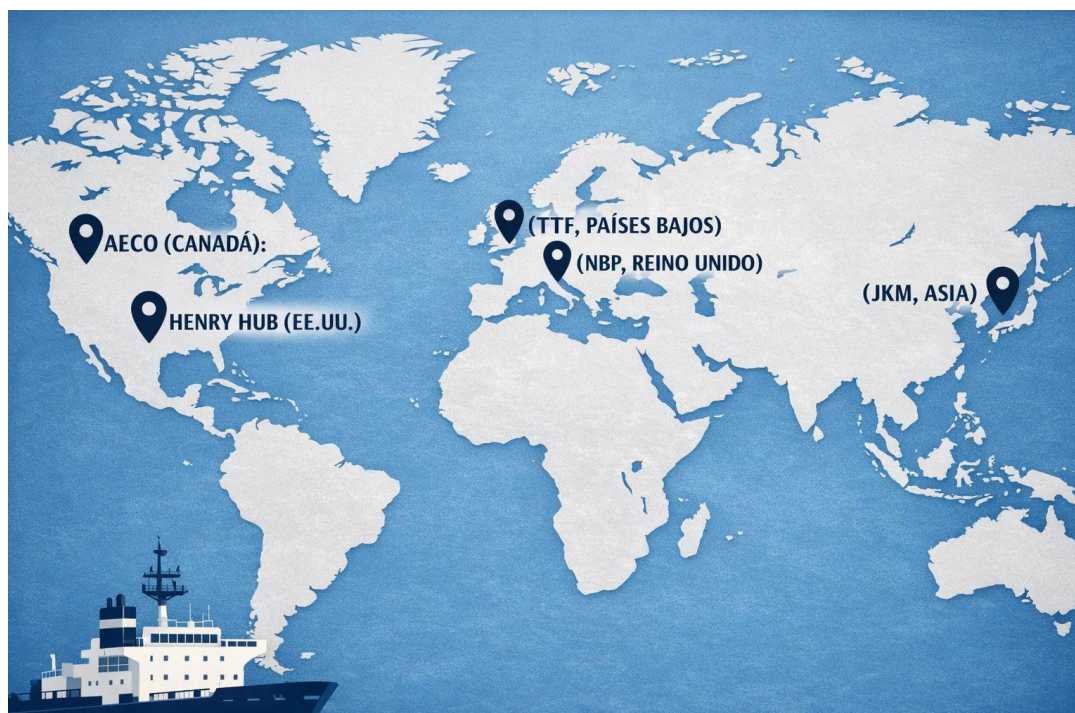 AECO (CANADÁ):
HENRY HUB (EE.UU.)
(TTF, PAÍSES BAJOS)
(NBP, REINO UNIDO)
(JKM, ASIA)